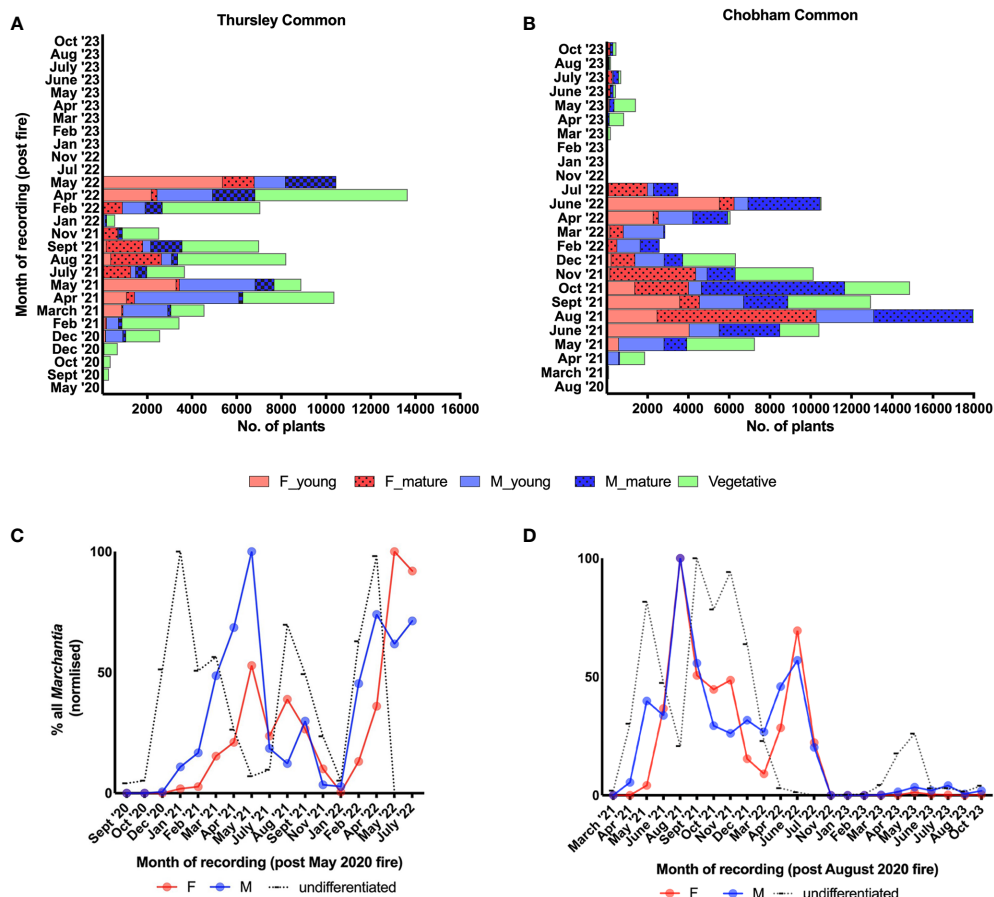 A
Thursley Common
Month of recording (post fire)
Oct '23
Aug '23
July '23
June '23
May '23
Apr '23
Mar '23
Feb '23
Jan '23
Nov '22
Jul '22
May '22
Apr '22
Feb '22
Jan '22
Nov '21
Sept '21
Aug '21
July '21
May '21
Apr '21
March '21
Feb '21
Dec '20
Dec '20
Oct '20
Sept '20
May '20
2000 4000 6000 8000 10000 12000 14000 16000
No. of plants
B
Chobham Common
Oct '23
Aug '23
July '23
June '23
May '23
Apr '23
Mar '23
Feb '23
Jan '23
Nov '22
Jul '22
June '22
Apr '22
Mar '22
Feb '22
Dec '21
Nov '21
Oct '21
Sept '21
Aug '21
June '21
May '21
Apr '21
March '21
Aug '20
2000 4000 6000 8000 10000 12000 14000 16000 18000
No. of plants
F_young F_mature M_young M_mature Vegetative
C
% all Marchantia
(normlised)
100
50
0
Sept '20 Oct '20 Dec '20 Jan '21 Feb '21 Mar '21 Apr '21 May '21 July '21 Aug '21 Sept '21 Nov '21 Jan '22 Feb '22 Apr '22 May '22 July '22
Month of recording (post May 2020 fire)
F M undifferentiated
D
100
50
0
March '21 Apr '21 May '21 June '21 Aug '21 Sept '21 Oct '21 Nov '21 Dec '21 Mar '22 Apr '22 June '22 Jul '22 Nov '22 Jan '23 Feb '23 Mar '23 Apr '23 May '23 June '23 July '23 Aug '23 Oct '23
Month of recording (post August 2020 fire)
F M undifferentiated